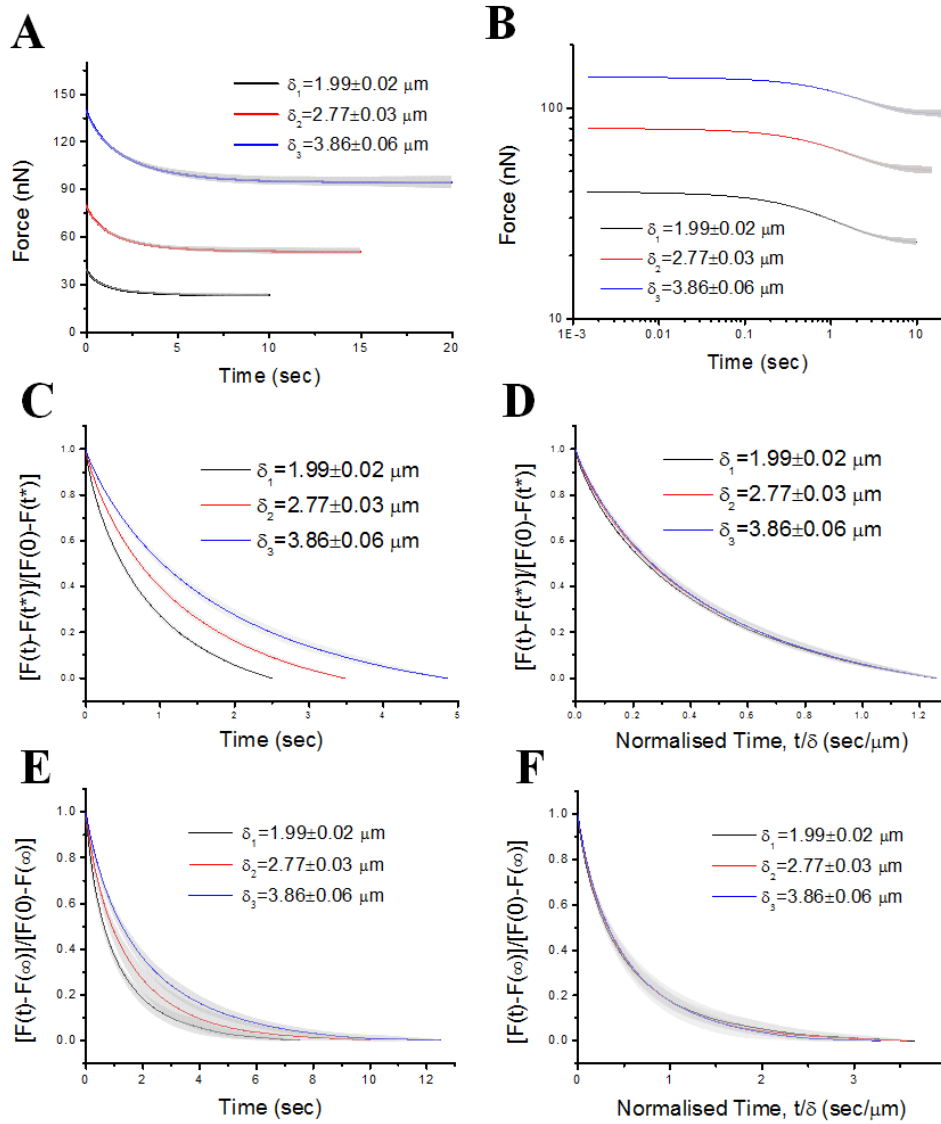 A
δ1=1.99±0.02 μm
δ2=2.77±0.03 μm
δ3=3.86±0.06 μm
150
120
90
60
30
0
0 5 10 15 20
Force (nN)
Time (sec)
B
100
10
1E-3 0.01 0.1 1 10
δ1=1.99±0.02 μm
δ2=2.77±0.03 μm
δ3=3.86±0.06 μm
Force (nN)
Time (sec)
C
δ1=1.99±0.02 μm
δ2=2.77±0.03 μm
δ3=3.86±0.06 μm
1.0
0.8
0.6
0.4
0.2
0.0
0 1 2 3 4 5
[F(t)-F(t*)]/[F(0)-F(t*)]
Time (sec)
D
δ1=1.99±0.02 μm
δ2=2.77±0.03 μm
δ3=3.86±0.06 μm
1.0
0.8
0.6
0.4
0.2
0.0
0.0 0.2 0.4 0.6 0.8 1.0 1.2
[F(t)-F(t*)]/[F(0)-F(t*)]
Normalised Time, t/δ (sec/μm)
E
δ1=1.99±0.02 μm
δ2=2.77±0.03 μm
δ3=3.86±0.06 μm
1.0
0.8
0.6
0.4
0.2
0.0
0 2 4 6 8 10 12
[F(t)-F(∞)]/[F(0)-F(∞)]
Time (sec)
F
δ1=1.99±0.02 μm
δ2=2.77±0.03 μm
δ3=3.86±0.06 μm
1.0
0.8
0.6
0.4
0.2
0.0
0 1 2 3
[F(t)-F(∞)]/[F(0)-F(∞)]
Normalised Time, t/δ (sec/μm)